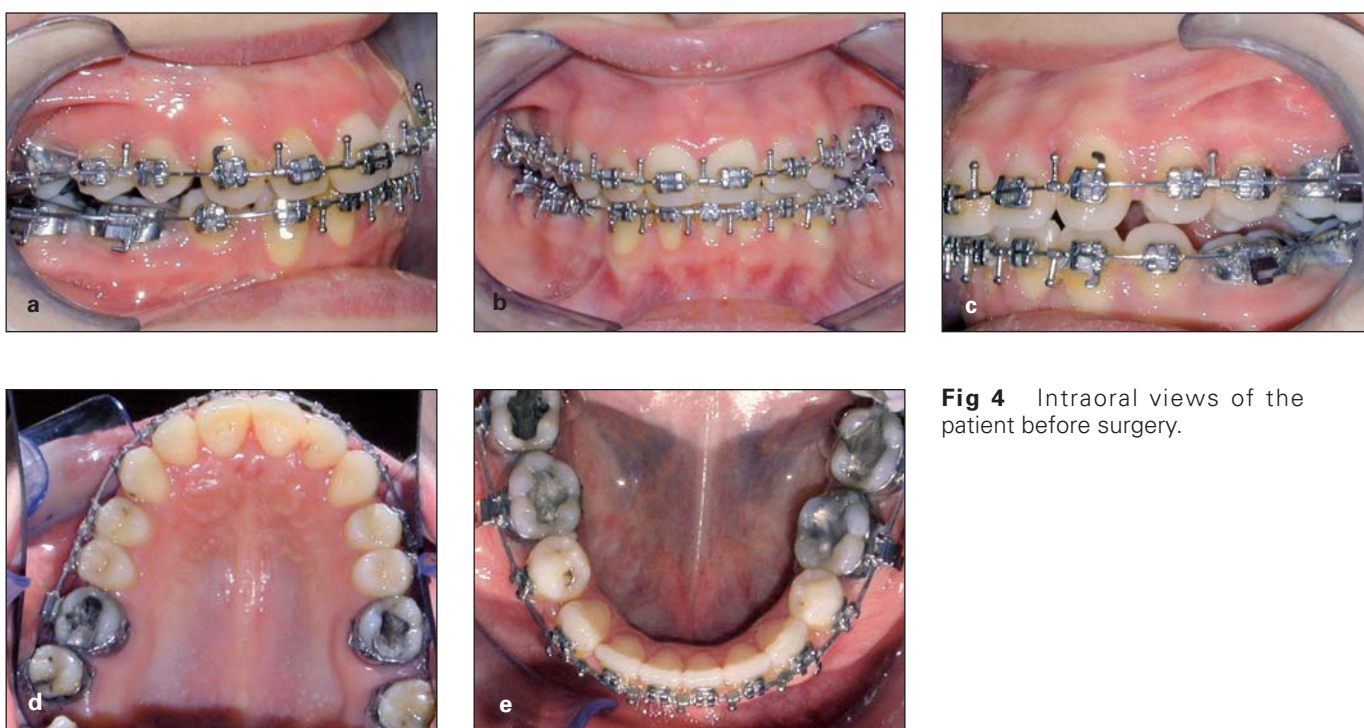 a
b
c
Fig 4 Intraoral views of the
patient before surgery.
d
e